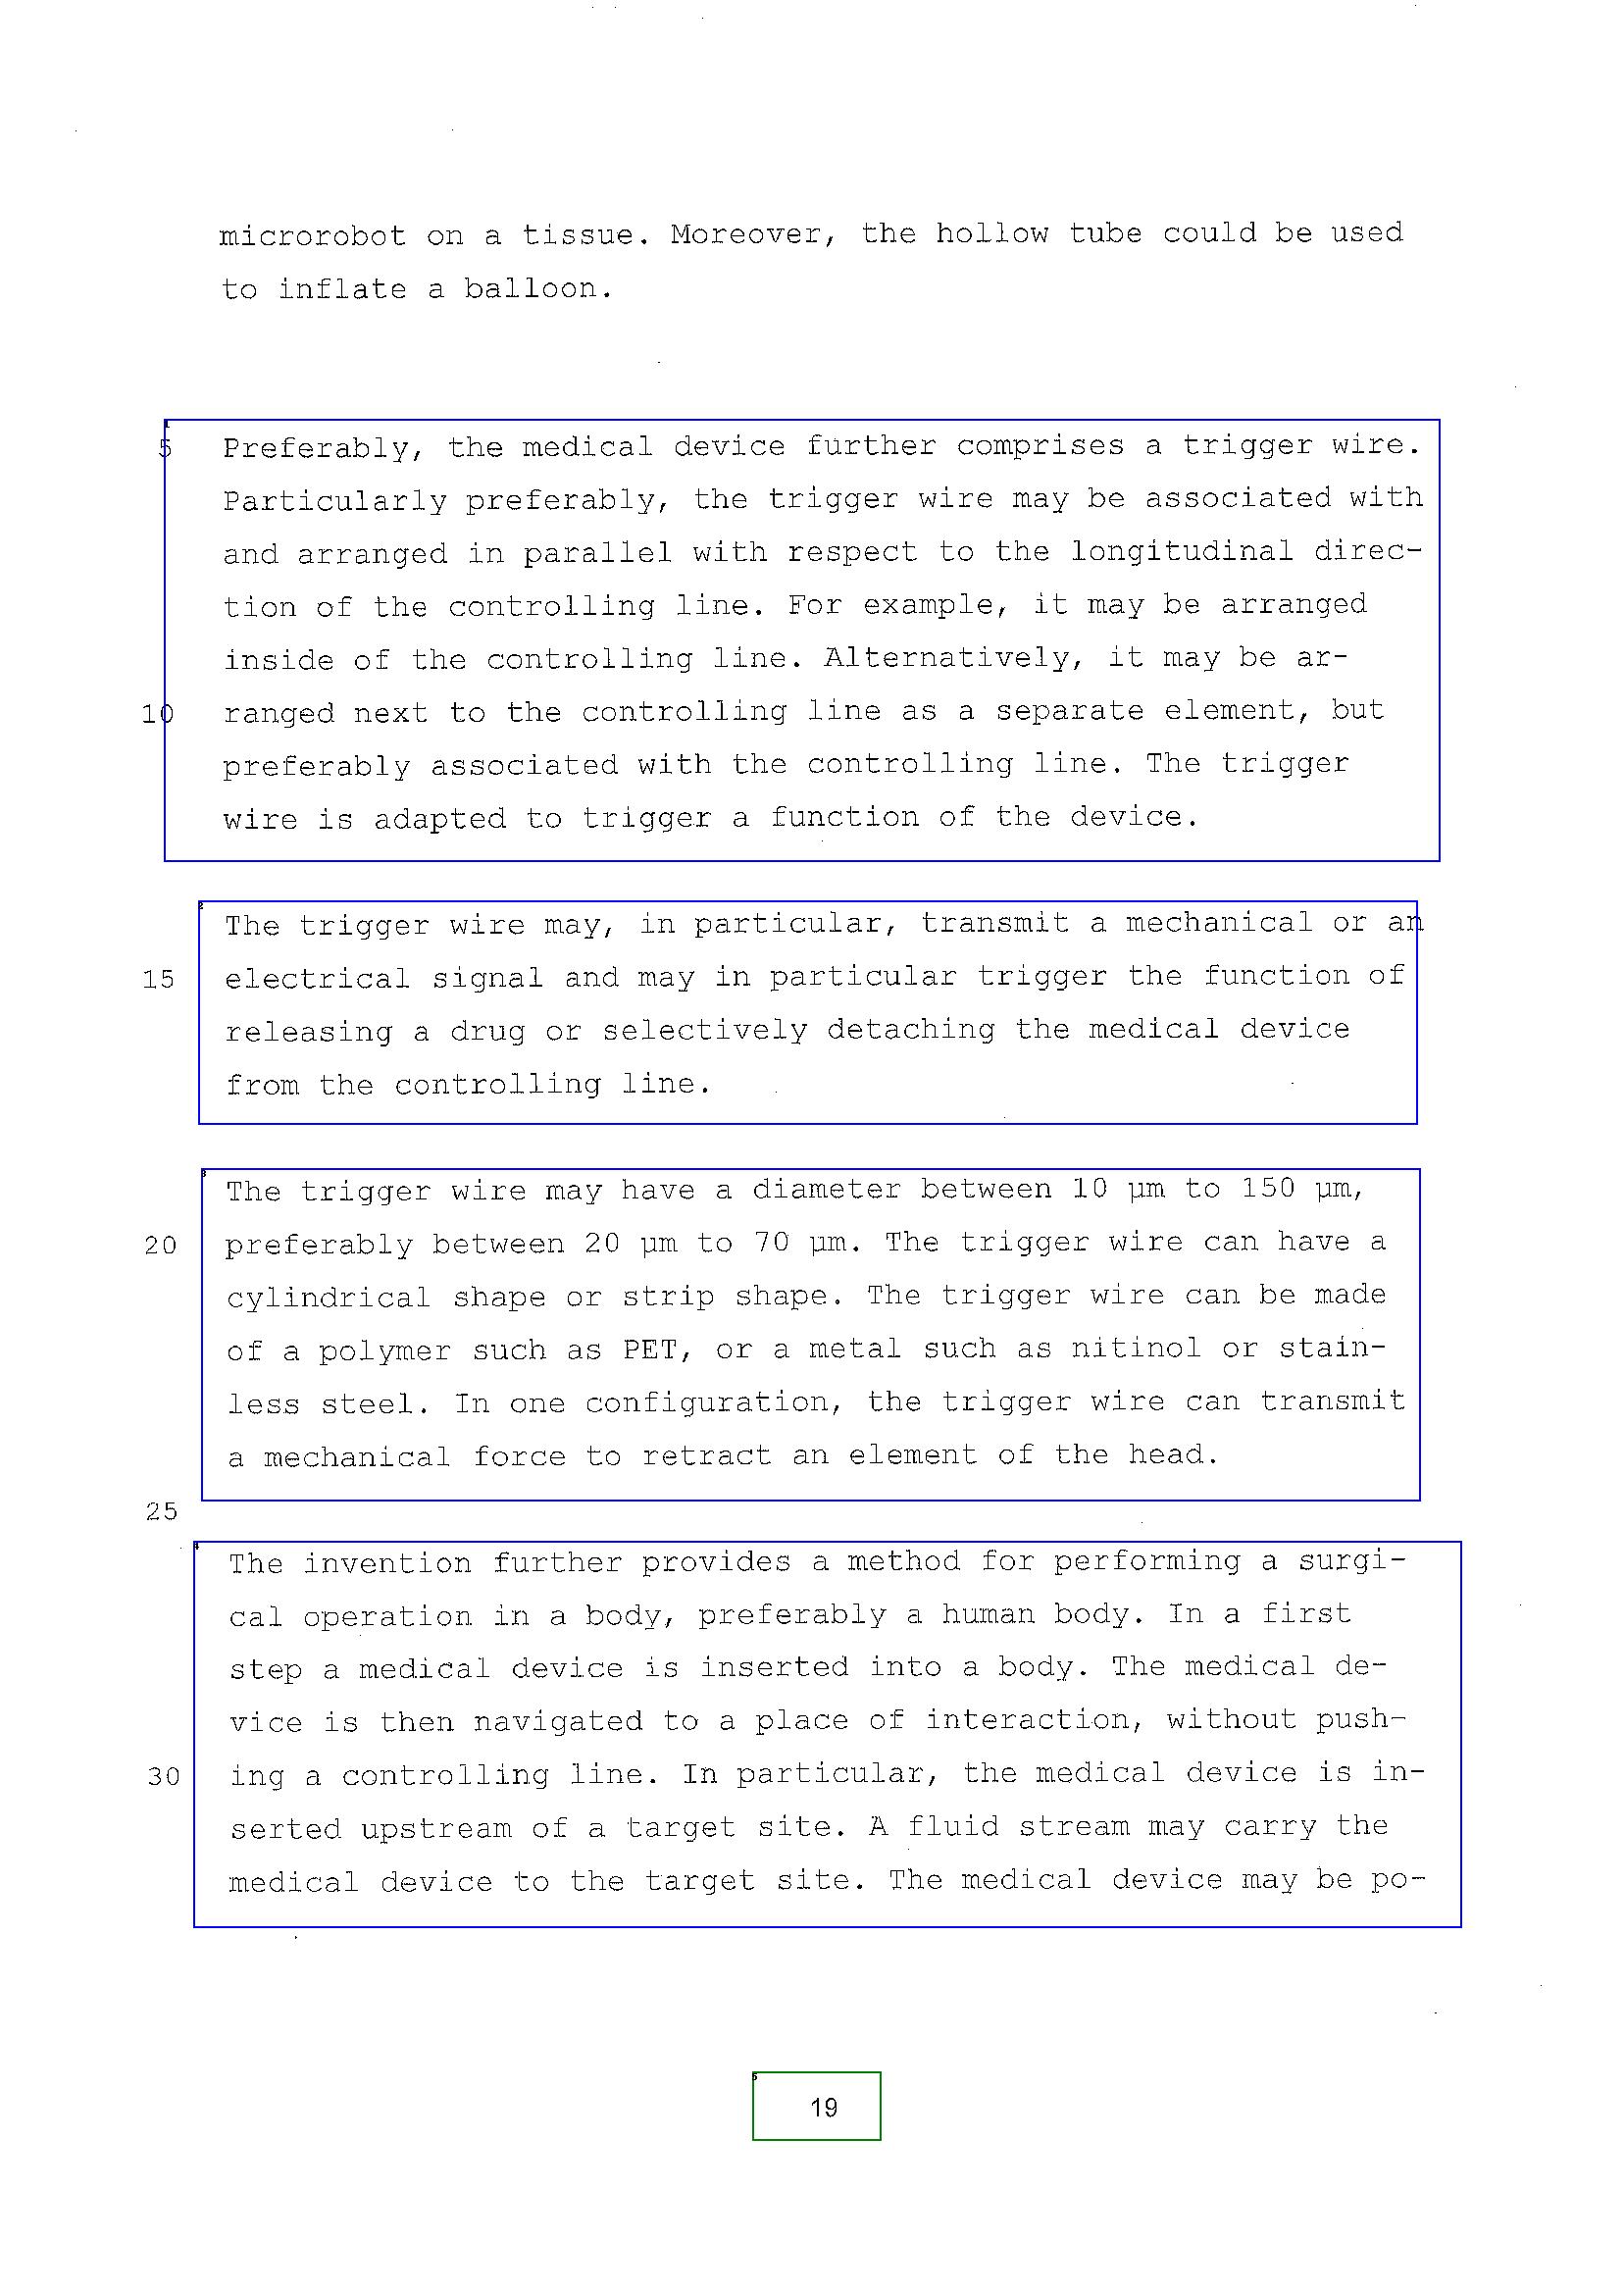 microrobot on a tissue. Moreover, the hollow tube could be used
to inflate a balloon.
5 Preferably, the medical device further comprises a trigger wire.
Particularly preferably, the trigger wire may be associated with
and arranged in parallel with respect to the longitudinal direc-
tion of the controlling line. For example, it may be arranged
inside of the controlling line. Alternatively, it may be ar-
10 ranged next to the controlling line as a separate element, but
preferably associated with the controlling line. The trigger
wire is adapted to trigger a function of the device.
The trigger wire may, in particular, transmit a mechanical or an
15 electrical signal and may in particular trigger the function of
releasing a drug or selectively detaching the medical device
from the controlling line.
The trigger wire may have a diameter between 10 µm to 150 µm,
20 preferably between 20 µm to 70 µm. The trigger wire can have a
cylindrical shape or strip shape. The trigger wire can be made
of a polymer such as PET, or a metal such as nitinol or stain-
less steel. In one configuration, the trigger wire can transmit
a mechanical force to retract an element of the head.
25
The invention further provides a method for performing a surgi-
cal operation in a body, preferably a human body. In a first
step a medical device is inserted into a body. The medical de-
vice is then navigated to a place of interaction, without push-
30 ing a controlling line. In particular, the medical device is in-
serted upstream of a target site. A fluid stream may carry the
medical device to the target site. The medical device may be po-
19